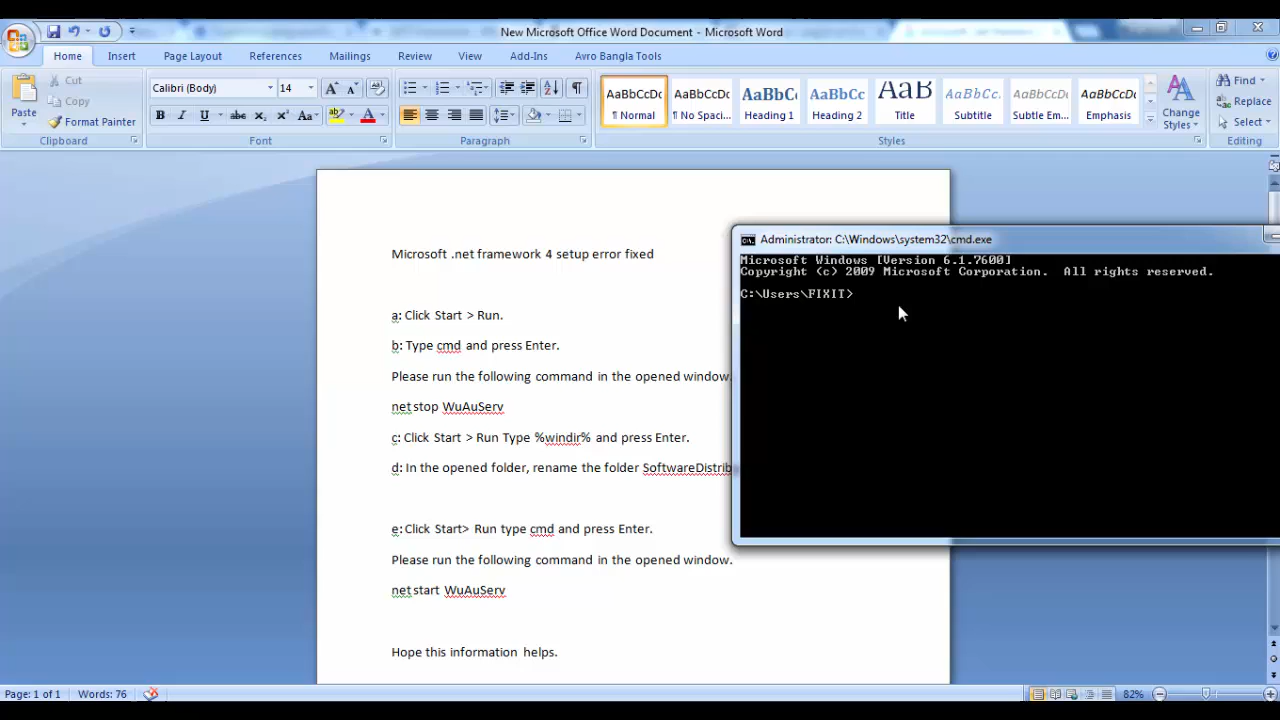 New Microsoft Office Word Document - Microsoft Word
Home Insert Page Layout References Mailings Review View Add-Ins Avro Bangla Tools
Paste
Cut
Copy
Format Painter
Clipboard
Calibri (Body) 14
Font
Paragraph
AaBbCcDc AaBbCcDc AaBbCc AaBbCc AaB AaBbCc. AaBbCcDc AaBbCcDc
¶ Normal ¶ No Spaci... Heading 1 Heading 2 Title Subtitle Subtle Em... Emphasis
Change
Styles
Styles
Find
Replace
Select
Editing
Microsoft .net framework 4 setup error fixed
a: Click Start > Run.
b: Type cmd and press Enter.
Please run the following command in the opened window.
net stop WuAuServ
c: Click Start > Run Type %windir% and press Enter.
d: In the opened folder, rename the folder SoftwareDistrib
e: Click Start> Run type cmd and press Enter.
Please run the following command in the opened window.
net start WuAuServ
Hope this information helps.
Administrator: C:\Windows\system32\cmd.exe
Microsoft Windows [Version 6.1.7600]
Copyright (c) 2009 Microsoft Corporation. All rights reserved.
C:\Users\FIXIT>
Page: 1 of 1 Words: 76
82%